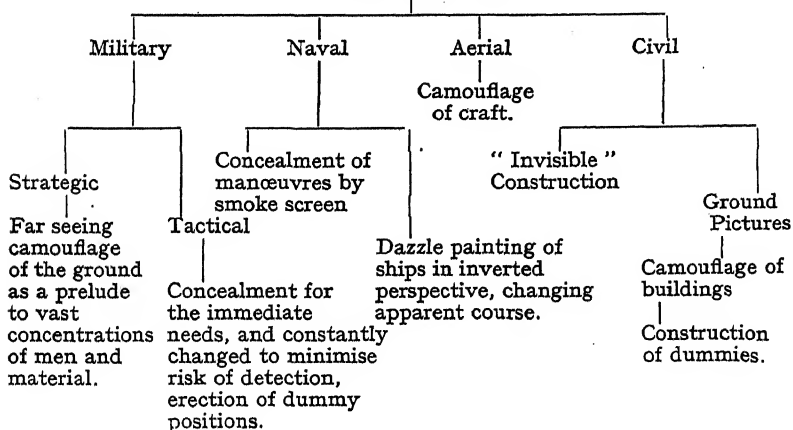 Military
Naval
Aerial
Civil
Camouflage
of craft.
Strategic
Far seeing
camouflage
of the ground
as a prelude
to vast
concentrations
of men and
material.
Tactical
Concealment for
the immediate
needs, and constantly
changed to minimise
risk of detection,
erection of dummy
positions.
Concealment of
manœuvres by
smoke screen
Dazzle painting of
ships in inverted
perspective, changing
apparent course.
" Invisible "
Construction
Ground
Pictures
Camouflage of
buildings
Construction
of dummies.